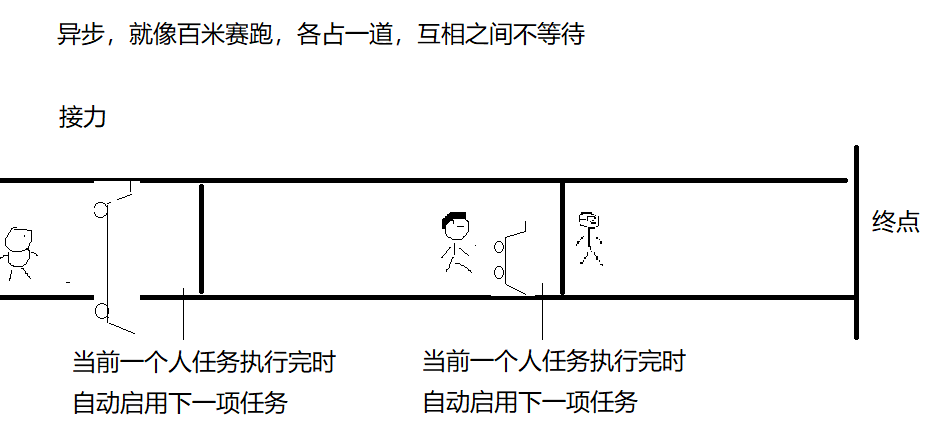 异步，就像百米赛跑，各占一道，互相之间不等待
接力
终点
当前一个人任务执行完时
自动启用下一项任务
当前一个人任务执行完时
自动启用下一项任务